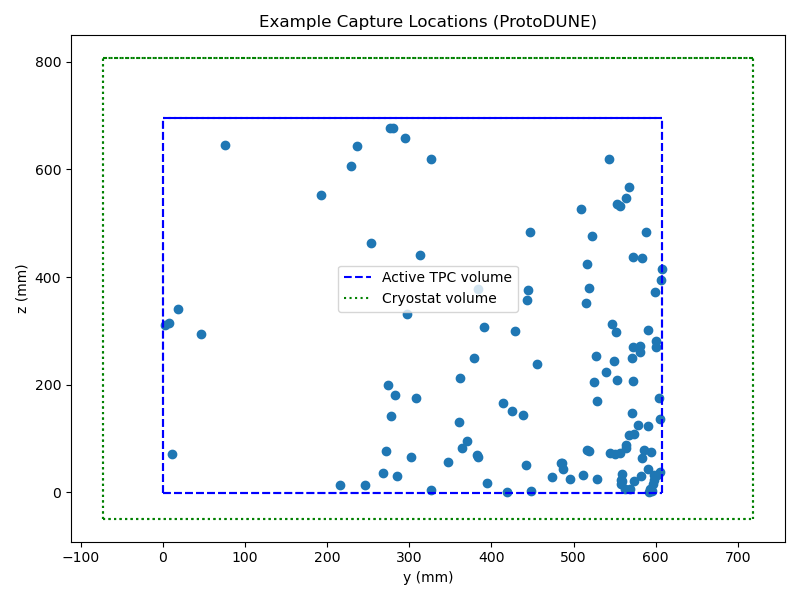 Example Capture Locations (ProtoDUNE)
800
600
400
200
0
z (mm)
Active TPC volume
Cryostat volume
−100 0 100 200 300 400 500 600 700
y (mm)